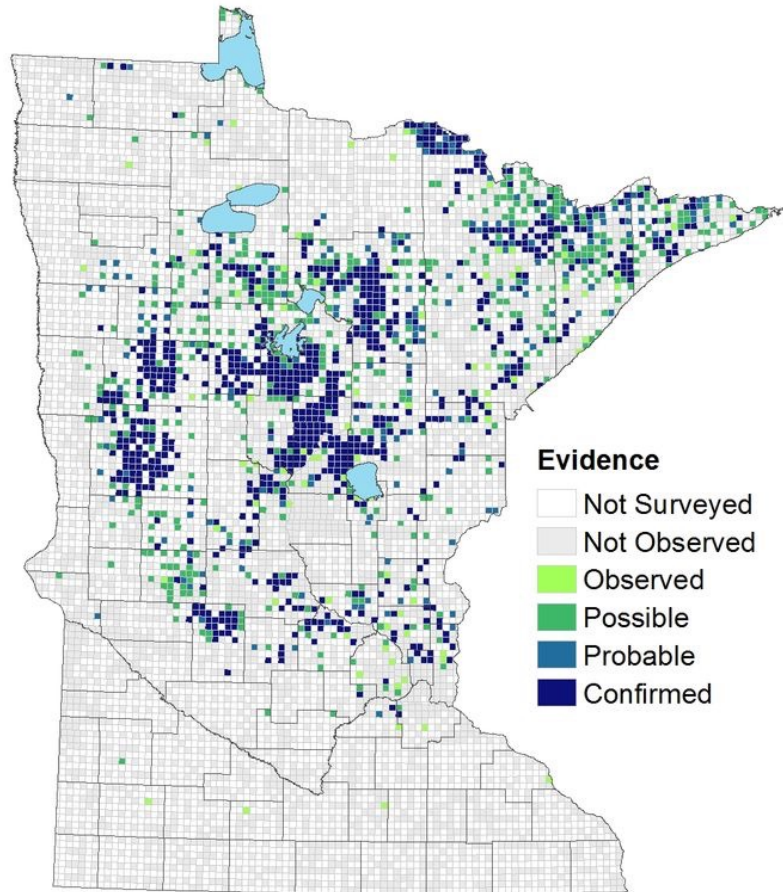 Evidence
Not Surveyed
Not Observed
Observed
Possible
Probable
Confirmed